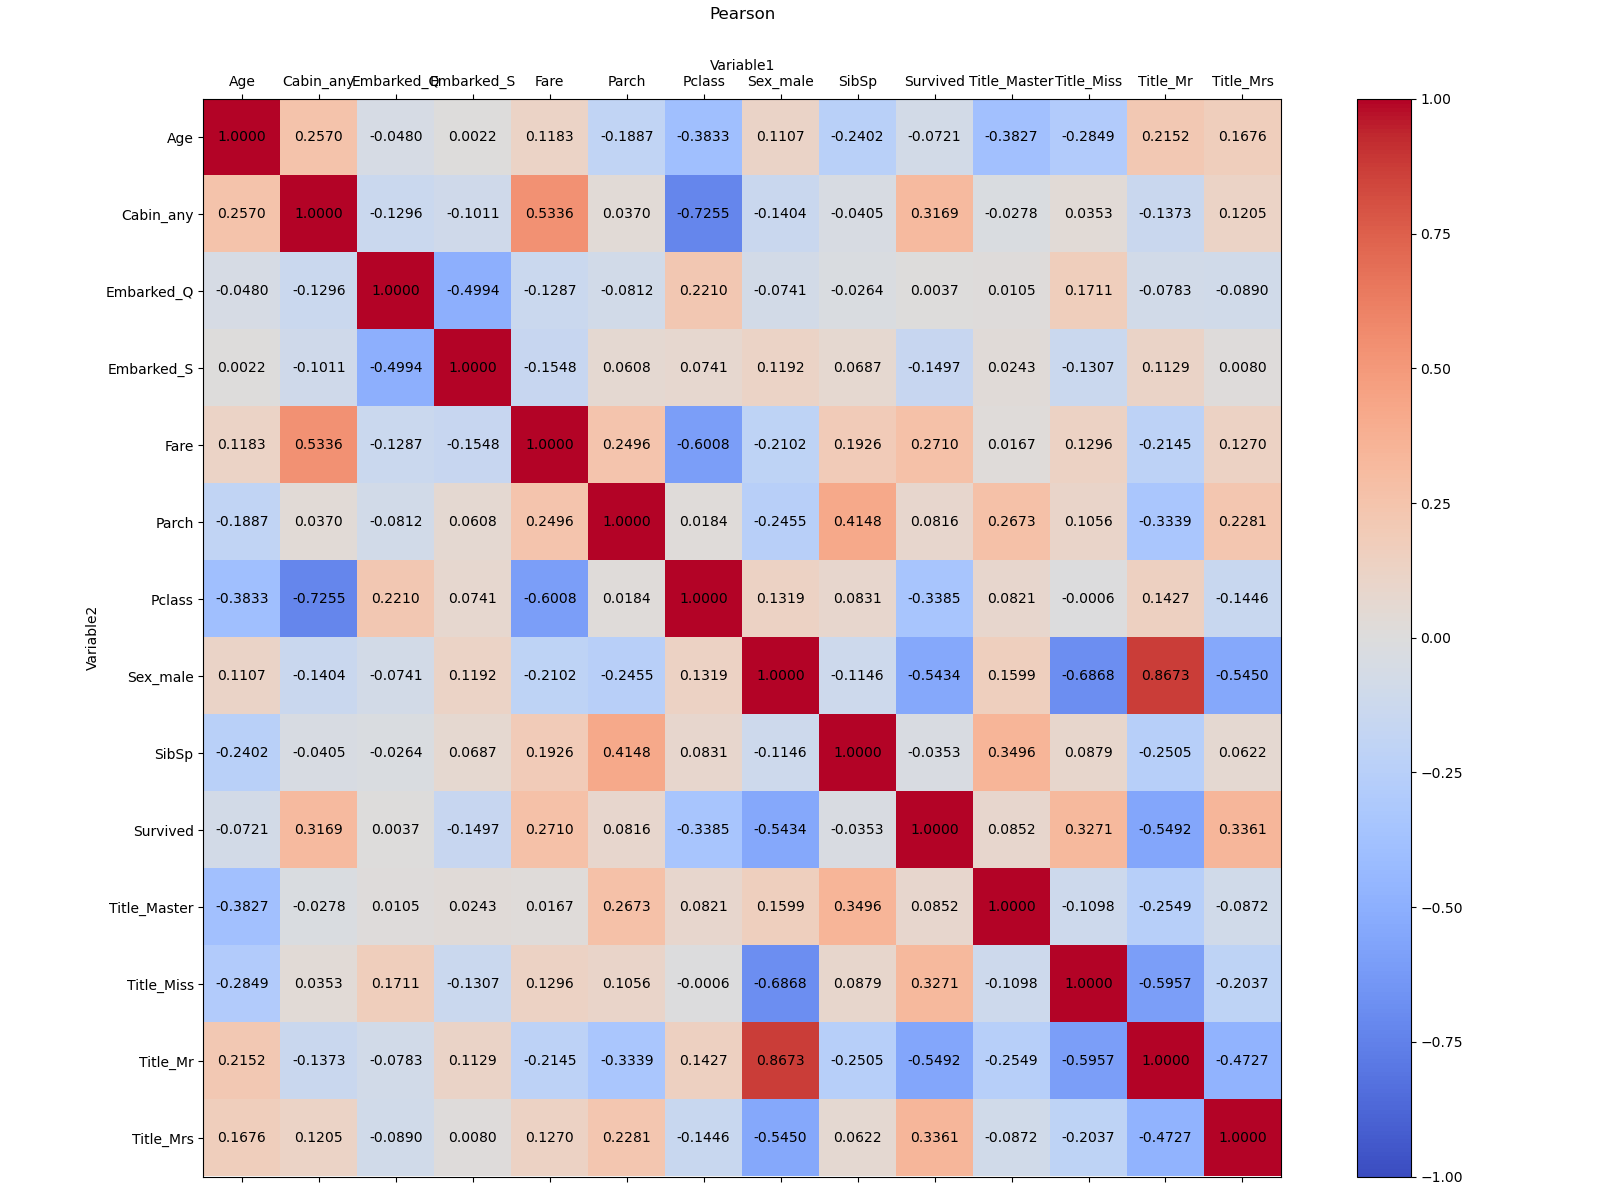 Pearson
Variable1
Age Cabin_any Embarked_Q Embarked_S Fare Parch Pclass Sex_male SibSp Survived Title_Master Title_Miss Title_Mr Title_Mrs
Age 1.0000 0.2570 -0.0480 0.0022 0.1183 -0.1887 -0.3833 0.1107 -0.2402 -0.0721 -0.3827 -0.2849 0.2152 0.1676
Cabin_any 0.2570 1.0000 -0.1296 -0.1011 0.5336 0.0370 -0.7255 -0.1404 -0.0405 0.3169 -0.0278 0.0353 -0.1373 0.1205
Embarked_Q -0.0480 -0.1296 1.0000 -0.4994 -0.1287 -0.0812 0.2210 -0.0741 -0.0264 0.0037 0.0105 0.1711 -0.0783 -0.0890
Embarked_S 0.0022 -0.1011 -0.4994 1.0000 -0.1548 0.0608 0.0741 0.1192 0.0687 -0.1497 0.0243 -0.1307 0.1129 0.0080
Fare 0.1183 0.5336 -0.1287 -0.1548 1.0000 0.2496 -0.6008 -0.2102 0.1926 0.2710 0.0167 0.1296 -0.2145 0.1270
Parch -0.1887 0.0370 -0.0812 0.0608 0.2496 1.0000 0.0184 -0.2455 0.4148 0.0816 0.2673 0.1056 -0.3339 0.2281
Pclass -0.3833 -0.7255 0.2210 0.0741 -0.6008 0.0184 1.0000 0.1319 0.0831 -0.3385 0.0821 -0.0006 0.1427 -0.1446
Sex_male 0.1107 -0.1404 -0.0741 0.1192 -0.2102 -0.2455 0.1319 1.0000 -0.1146 -0.5434 0.1599 -0.6868 0.8673 -0.5450
SibSp -0.2402 -0.0405 -0.0264 0.0687 0.1926 0.4148 0.0831 -0.1146 1.0000 -0.0353 0.3496 0.0879 -0.2505 0.0622
Survived -0.0721 0.3169 0.0037 -0.1497 0.2710 0.0816 -0.3385 -0.5434 -0.0353 1.0000 0.0852 0.3271 -0.5492 0.3361
Title_Master -0.3827 -0.0278 0.0105 0.0243 0.0167 0.2673 0.0821 0.1599 0.3496 0.0852 1.0000 -0.1098 -0.2549 -0.0872
Title_Miss -0.2849 0.0353 0.1711 -0.1307 0.1296 0.1056 -0.0006 -0.6868 0.0879 0.3271 -0.1098 1.0000 -0.5957 -0.2037
Title_Mr 0.2152 -0.1373 -0.0783 0.1129 -0.2145 -0.3339 0.1427 0.8673 -0.2505 -0.5492 -0.2549 -0.5957 1.0000 -0.4727
Title_Mrs 0.1676 0.1205 -0.0890 0.0080 0.1270 0.2281 -0.1446 -0.5450 0.0622 0.3361 -0.0872 -0.2037 -0.4727 1.0000
Variable2
1.00
0.75
0.50
0.25
0.00
−0.25
−0.50
−0.75
−1.00